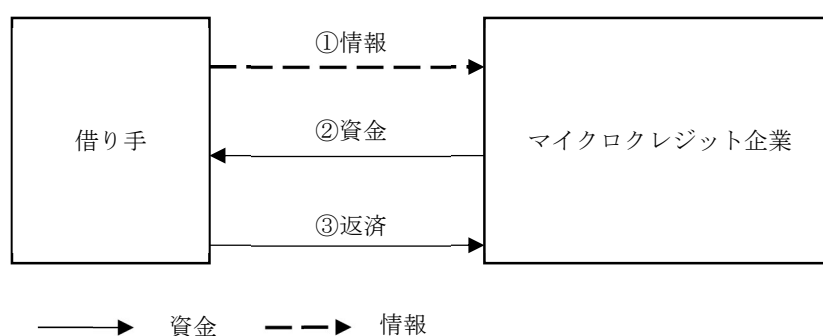 ①情報
借り手
②資金
マイクロクレジット企業
③返済
資金
情報